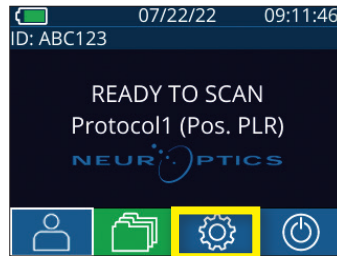 07/22/22 09:11:46
ID: ABC123
READY TO SCAN
Protocol1 (Pos. PLR)
NEUROPTICS